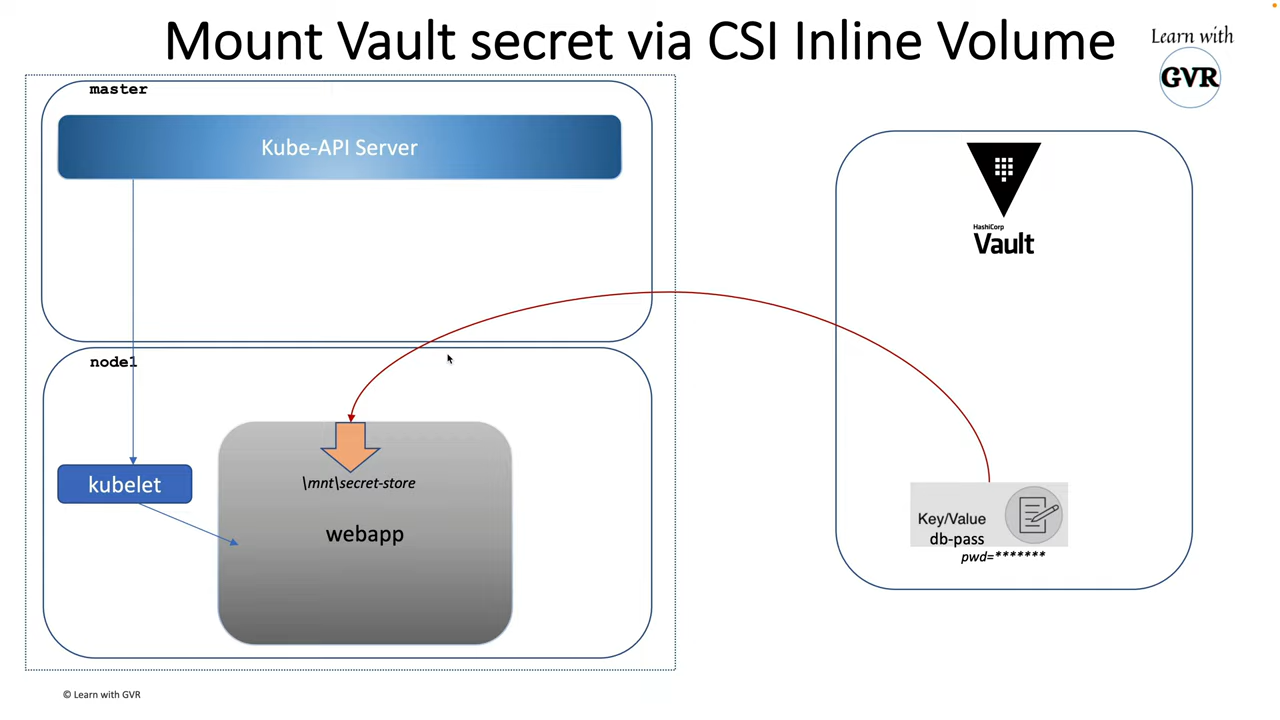 Mount Vault secret via CSI Inline Volume
Learn with
GVR
master
Kube-API Server
HashiCorp
Vault
node1
kubelet
\mnt\secret-store
webapp
Key/Value
db-pass
pwd=*******
© Learn with GVR